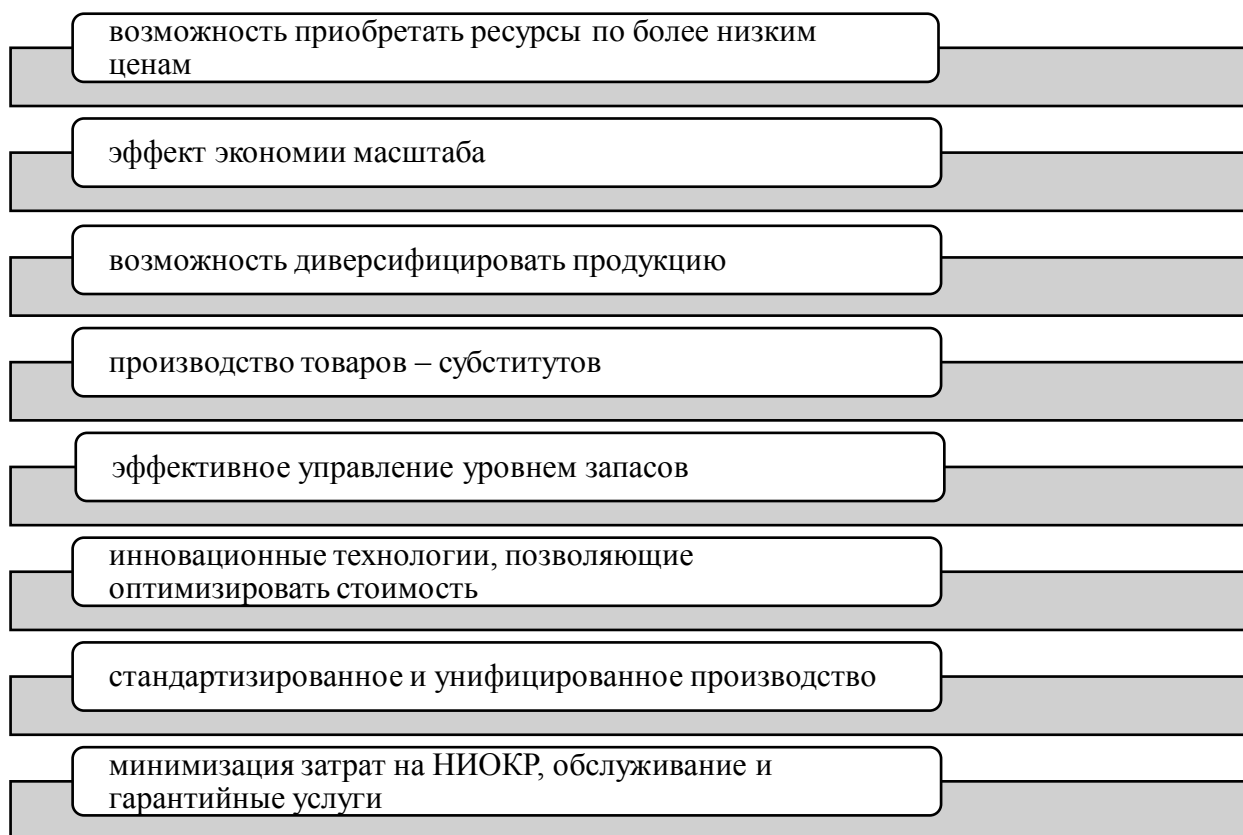 возможность приобретать ресурсы по более низким
ценам
эффект экономии масштаба
возможность диверсифицировать продукцию
производство товаров – субститутов
эффективное управление уровнем запасов
инновационные технологии, позволяющие
оптимизировать стоимость
стандартизированное и унифицированное производство
минимизация затрат на НИОКР, обслуживание и
гарантийные услуги